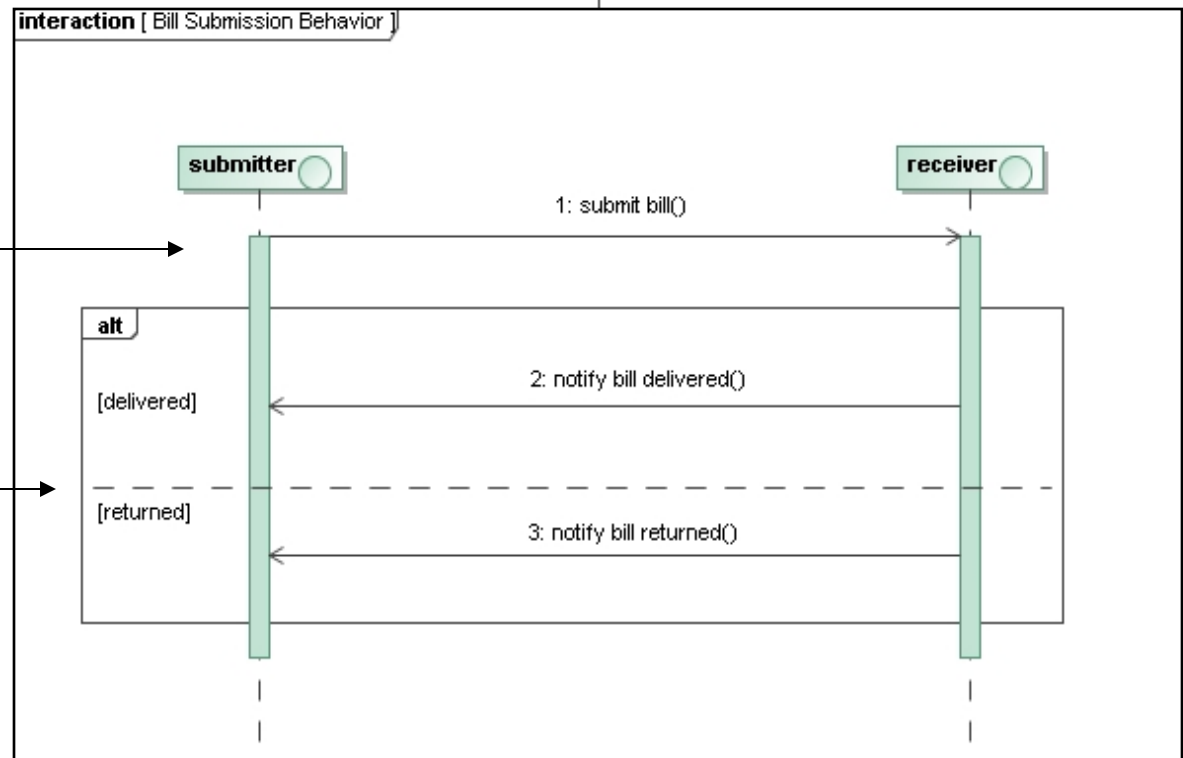 interaction [ Bill Submission Behavior ]
submitter
receiver
1: submit bill()
alt
2: notify bill delivered()
[delivered]
[returned]
3: notify bill returned()